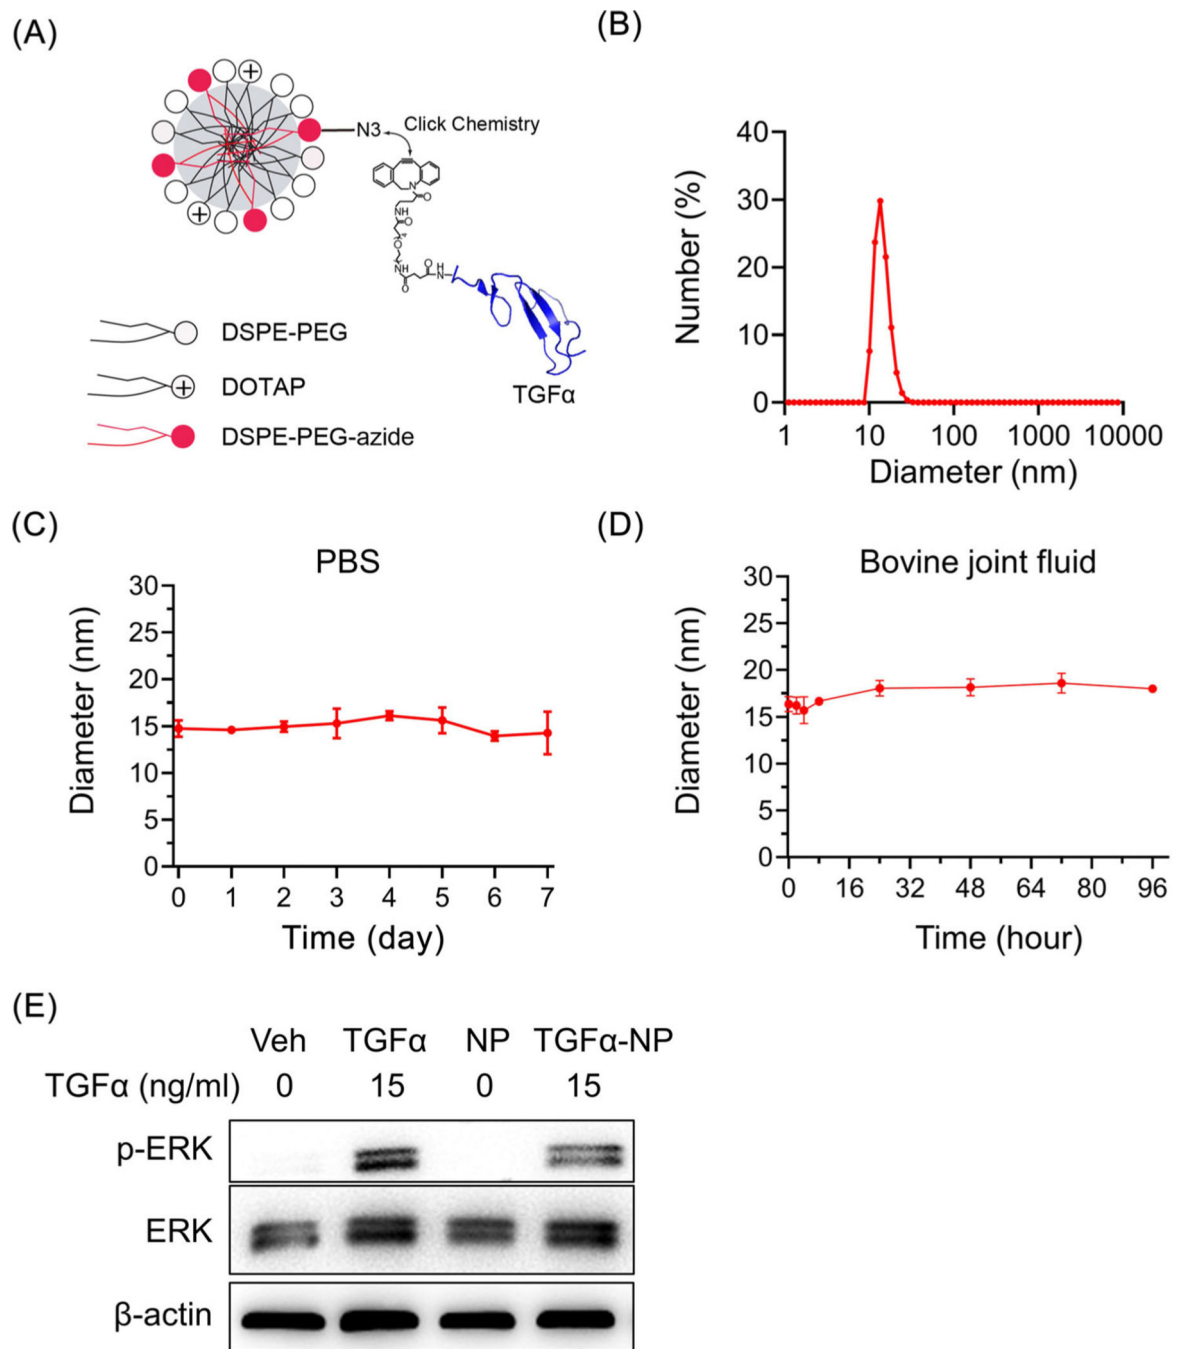 (A)
N3
Click Chemistry
N
O
NH
O
O
NH
O
O
H
N
TGFα
DSPE-PEG
DOTAP
DSPE-PEG-azide
(B)
Number (%)
40
30
20
10
0
1 10 100 1000 10000
Diameter (nm)
(C)
PBS
Diameter (nm)
30
25
20
15
10
5
0
0 1 2 3 4 5 6 7
Time (day)
(D)
Bovine joint fluid
Diameter (nm)
30
25
20
15
10
5
0
0 16 32 48 64 80 96
Time (hour)
(E)
Veh TGFα NP TGFα-NP
TGFα (ng/ml) 0 15 0 15
p-ERK
ERK
β-actin